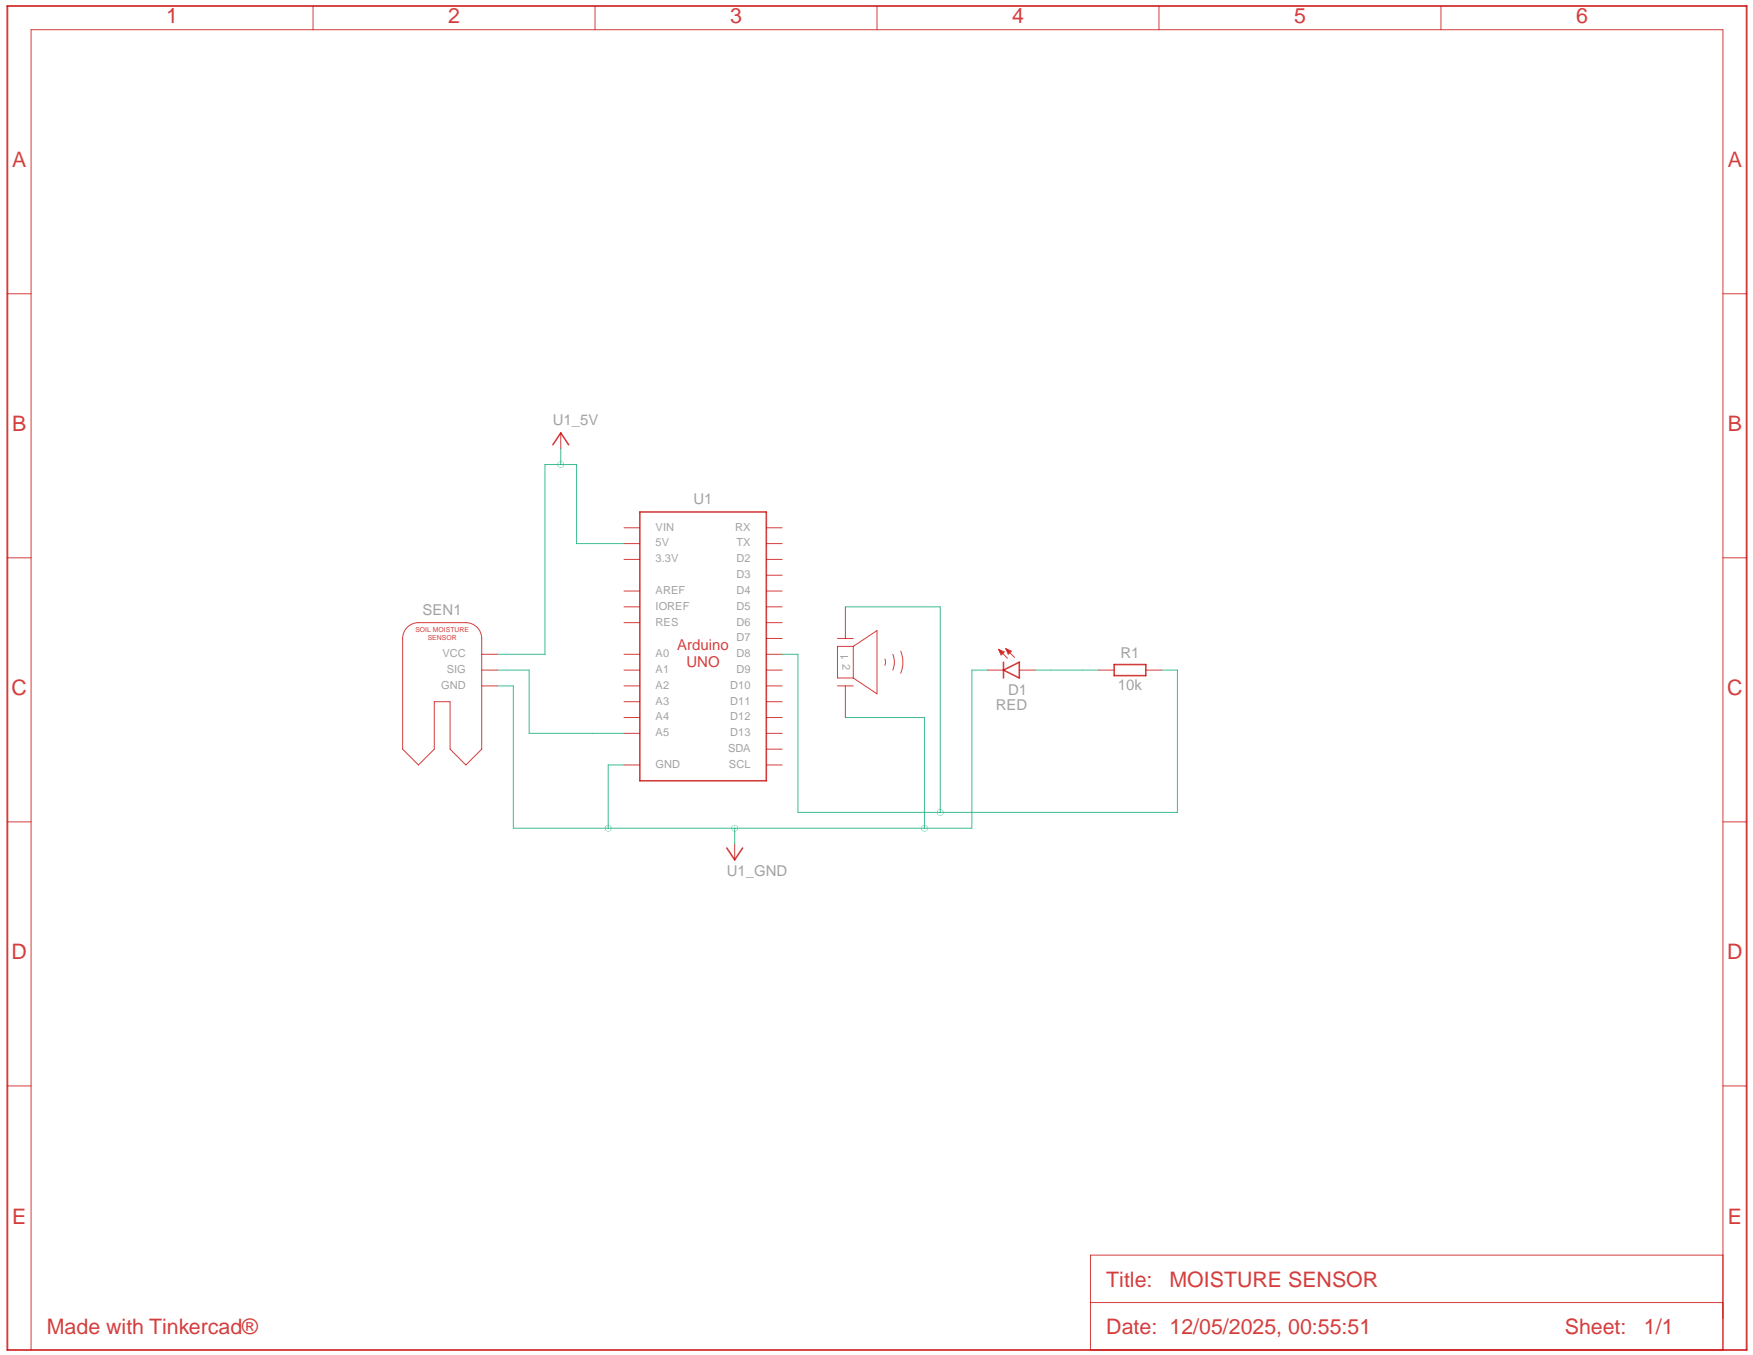 1 2 3 4 5 6
A A
B B
U1_5V
U1
VIN RX
5V TX
3.3V D2
D3
AREF D4
IOREF D5
RES D6
D7
Arduino
UNO
A0 D8
A1 D9
A2 D10
A3 D11
A4 D12
A5 D13
SDA
GND SCL
SEN1
SOIL MOISTURE
SENSOR
VCC
SIG
GND
1 2
D1
RED
R1
10k
C C
U1_GND
D D
E E
Title: MOISTURE SENSOR
Date: 12/05/2025, 00:55:51 Sheet: 1/1
Made with Tinkercad®